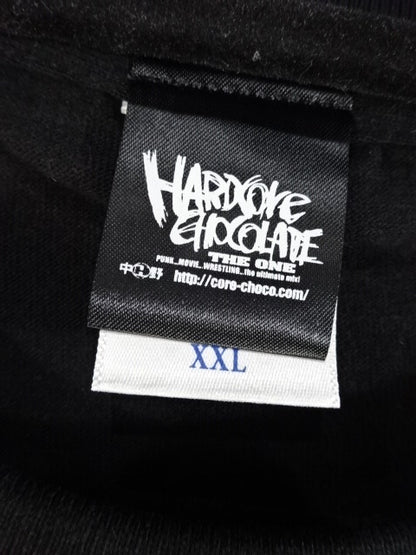 HARDCORE
CHOCOLATE
THE ONE
PUNK...MOVIE...WRESTLING...the ultimate mix!
中野 http://core-choco.com/
XXL